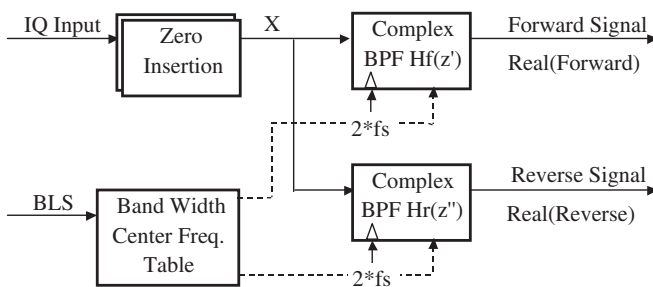 IQ Input
Zero
Insertion
X
Complex
BPF Hf(z')
2*fs
Forward Signal
Real(Forward)
BLS
Band Width
Center Freq.
Table
Complex
BPF Hr(z'')
2*fs
Reverse Signal
Real(Reverse)